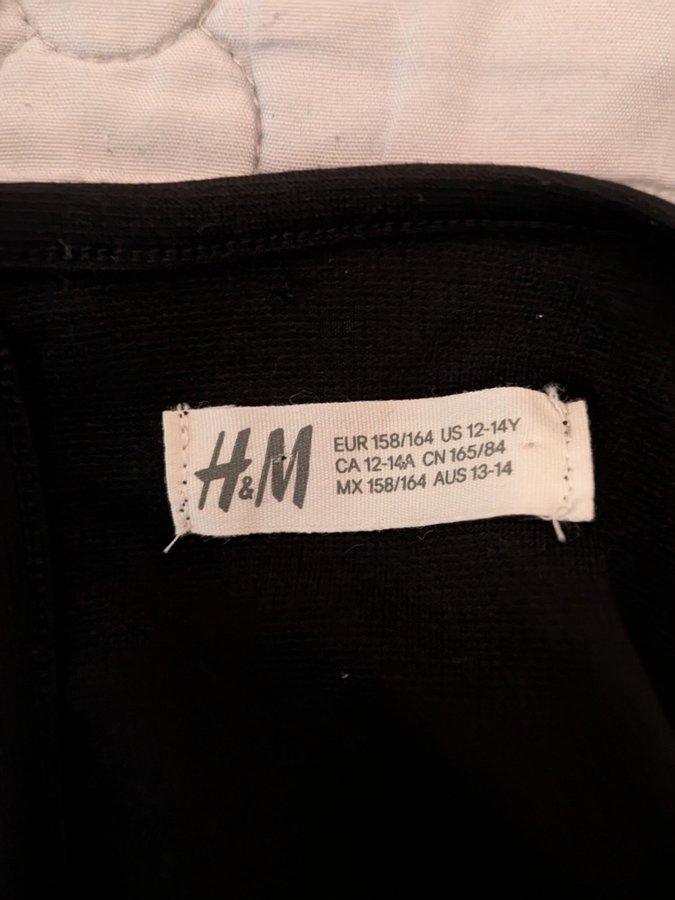 H&M
EUR 158/164 US 12-14Y
CA 12-14A CN 165/84
MX 158/164 AUS 13-14